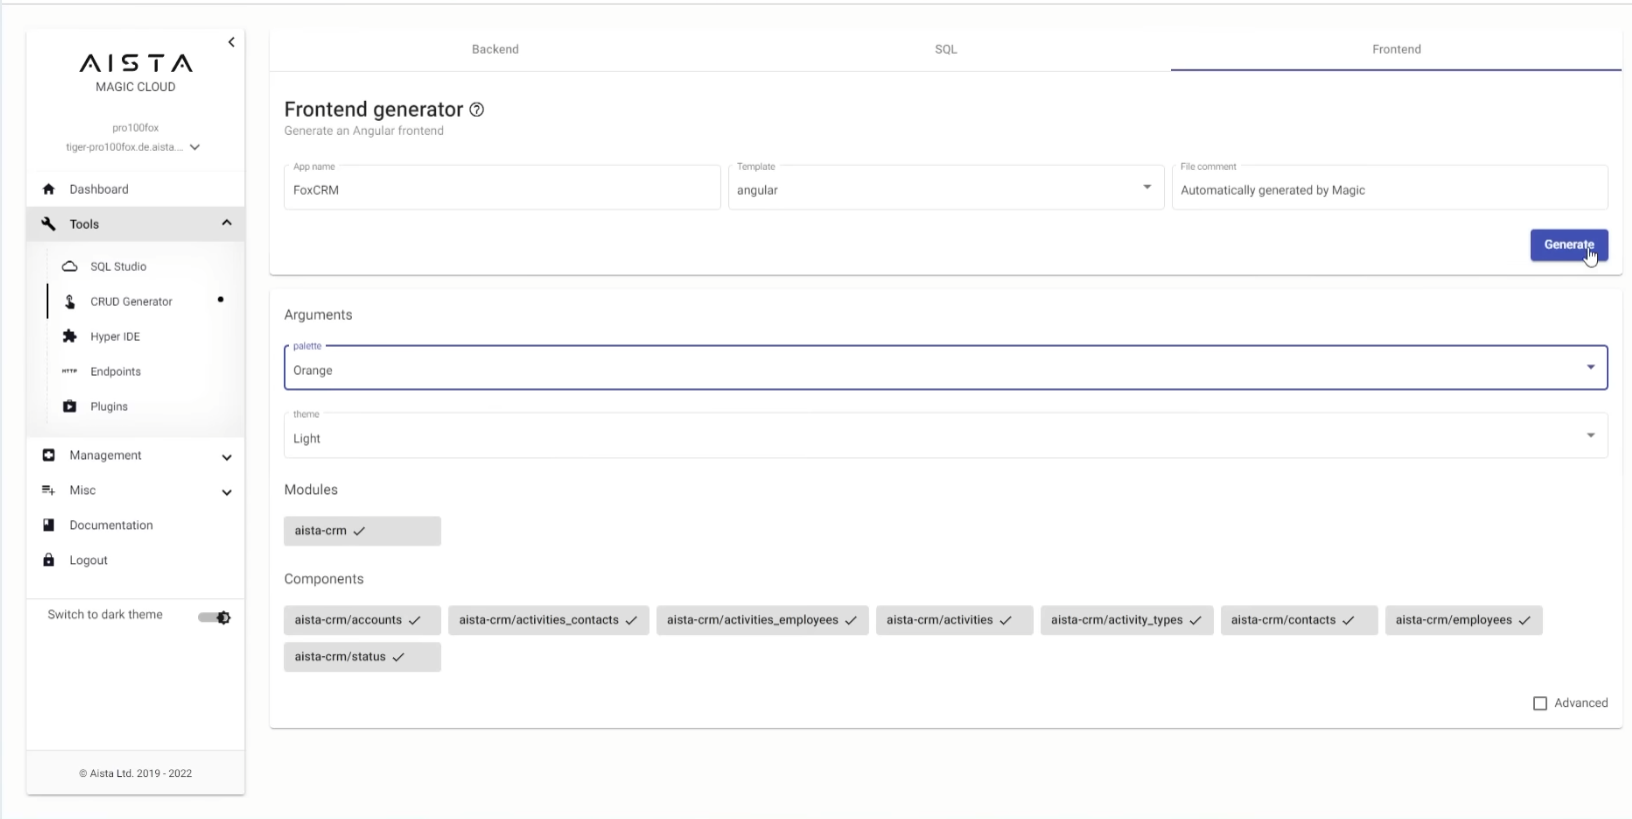 AISTA
MAGIC CLOUD
pro100fox
tiger-pro100fox.de.aista...
Dashboard
Tools
SQL Studio
CRUD Generator
Hyper IDE
HTTP Endpoints
Plugins
Management
Misc
Documentation
Logout
Switch to dark theme
© Aista Ltd. 2019 - 2022
Backend SQL Frontend
Frontend generator
Generate an Angular frontend
App name Template File comment
FoxCRM angular Automatically generated by Magic
Generate
Arguments
palette
Orange
theme
Light
Modules
aista-crm
Components
aista-crm/accounts aista-crm/activities_contacts aista-crm/activities_employees aista-crm/activities aista-crm/activity_types aista-crm/contacts aista-crm/employees
aista-crm/status
Advanced